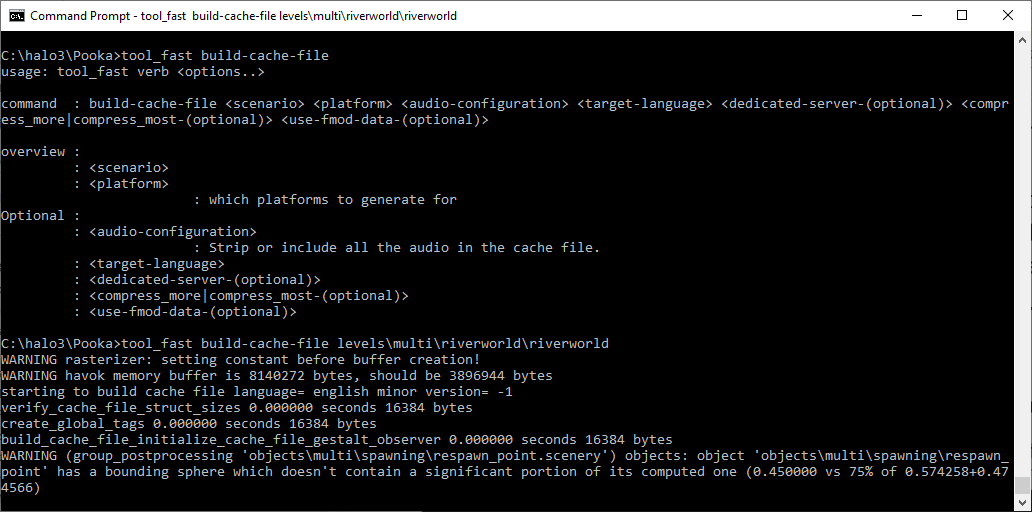 Command Prompt - tool_fast  build-cache-file levels\multi\riverworld\riverworld
C:\halo3\Pooka>tool_fast build-cache-file
usage: tool_fast verb <options..>
command  : build-cache-file <scenario> <platform> <audio-configuration> <target-language> <dedicated-server-(optional)> <compr
ess_more|compress_most-(optional)> <use-fmod-data-(optional)>
overview :
         : <scenario>
         : <platform>
                        : which platforms to generate for
Optional :
         : <audio-configuration>
                        : Strip or include all the audio in the cache file.
         : <target-language>
         : <dedicated-server-(optional)>
         : <compress_more|compress_most-(optional)>
         : <use-fmod-data-(optional)>
C:\halo3\Pooka>tool_fast build-cache-file levels\multi\riverworld\riverworld
WARNING rasterizer: setting constant before buffer creation!
WARNING havok memory buffer is 8140272 bytes, should be 3896944 bytes
starting to build cache file language= english minor version= -1
verify_cache_file_struct_sizes 0.000000 seconds 16384 bytes
create_global_tags 0.000000 seconds 16384 bytes
build_cache_file_initialize_cache_file_gestalt_observer 0.000000 seconds 16384 bytes
WARNING (group_postprocessing 'objects\multi\spawning\respawn_point.scenery') objects: object 'objects\multi\spawning\respawn_
point' has a bounding sphere which doesn't contain a significant portion of its computed one (0.450000 vs 75% of 0.574258+0.47
4566)